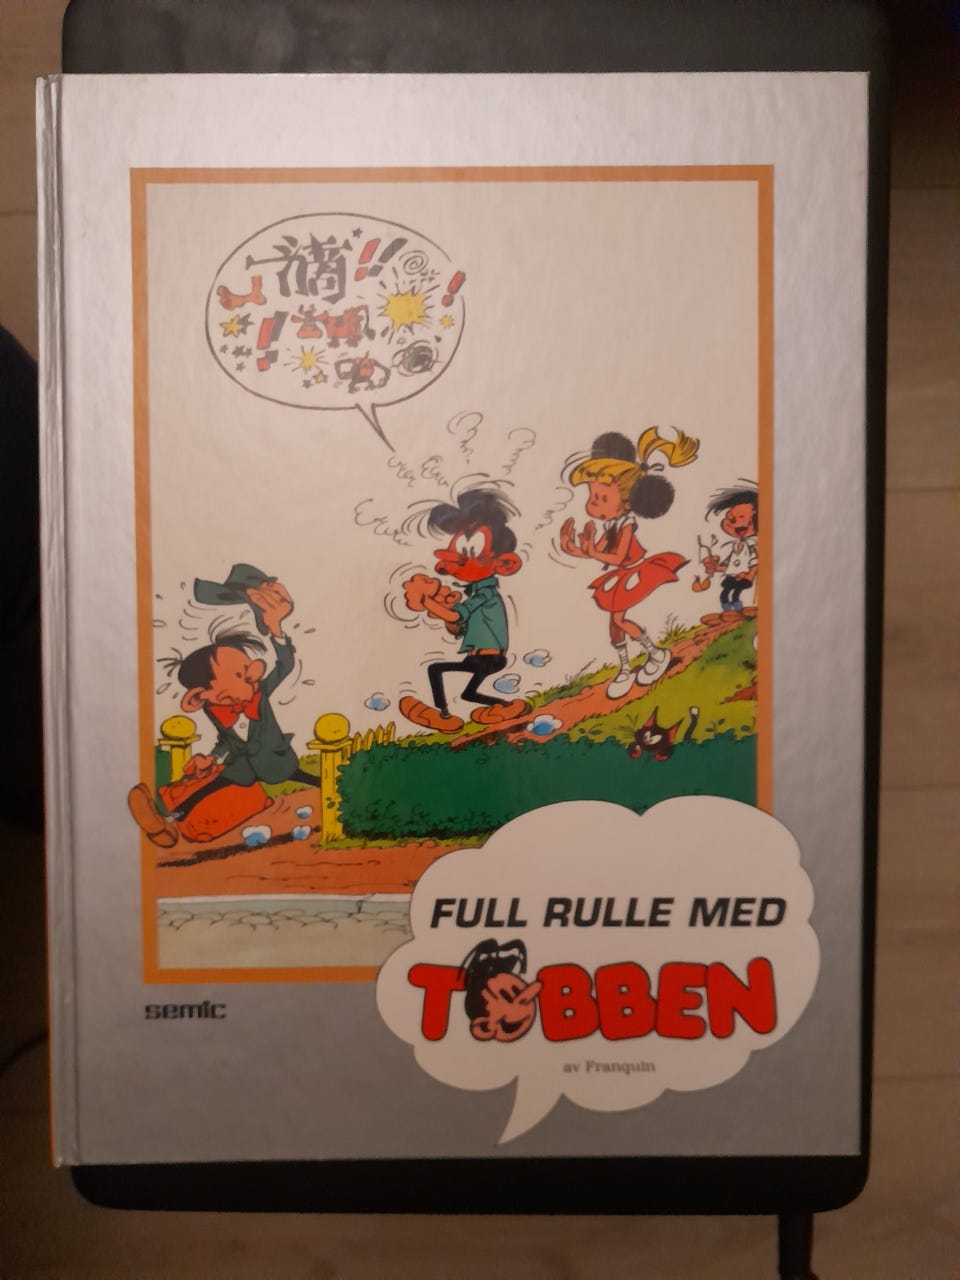 FULL RULLE MED
TOBBEN
av Franquin
semic